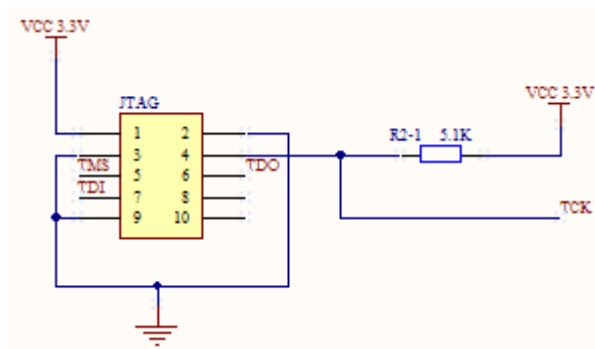 VCC 3.3V
VCC 3.3V
JTAG
R2-1 5.1K
1 2
3 4
TMS TDO
5 6
TDI
7 8
9 10
TCK